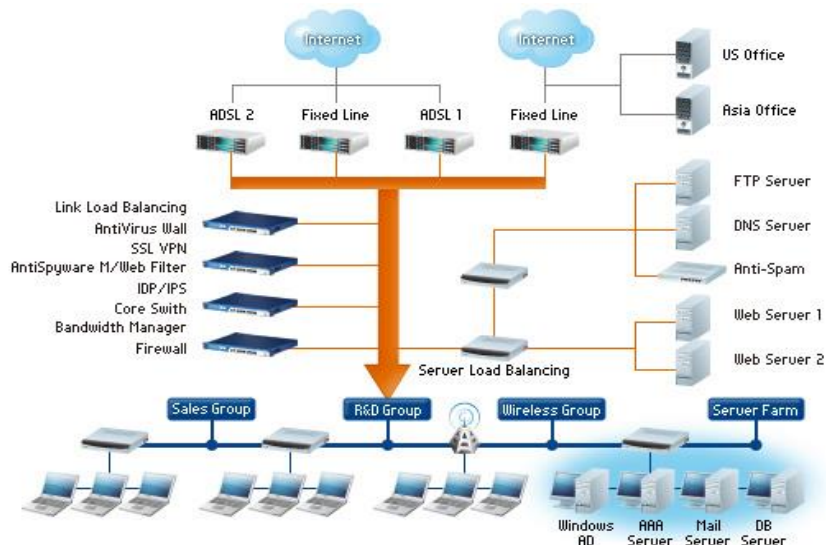 Internet
Internet
US Office
Asia Office
ADSL 2
Fixed Line
ADSL 1
Fixed Line
FTP Server
DNS Server
Anti-Spam
Link Load Balancing
AntiVirus Wall
SSL VPN
AntiSpyware M/Web Filter
IDP/IPS
Core Swith
Bandwidth Manager
Firewall
Web Server 1
Web Server 2
Server Load Balancing
Sales Group
R&D Group
Wireless Group
Server Farm
Windows
AD
AAA
Server
Mail
Server
DB
Server